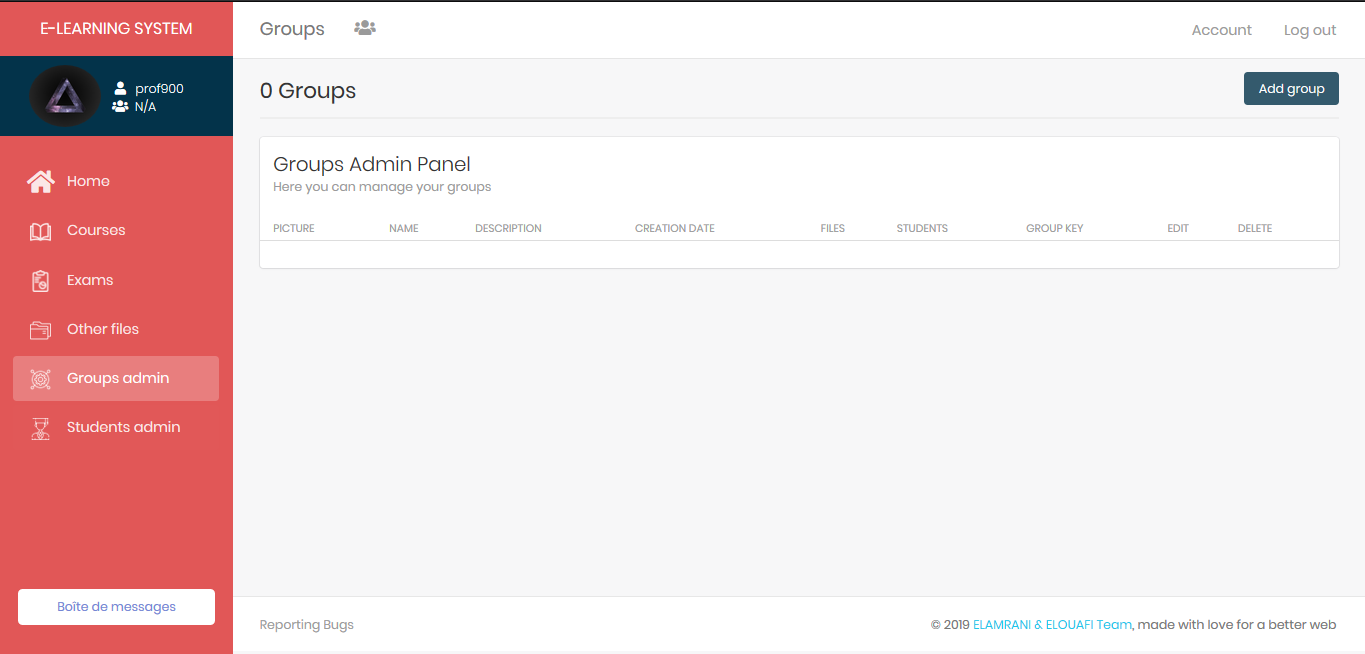 E-LEARNING SYSTEM
prof900
N/A
Home
Courses
Exams
Other files
Groups admin
Students admin
Boîte de messages
Groups
Account
Log out
0 Groups
Add group
Groups Admin Panel
Here you can manage your groups
PICTURE NAME DESCRIPTION CREATION DATE FILES STUDENTS GROUP KEY EDIT DELETE
Reporting Bugs
© 2019 ELAMRANI & ELOUAFI Team, made with love for a better web